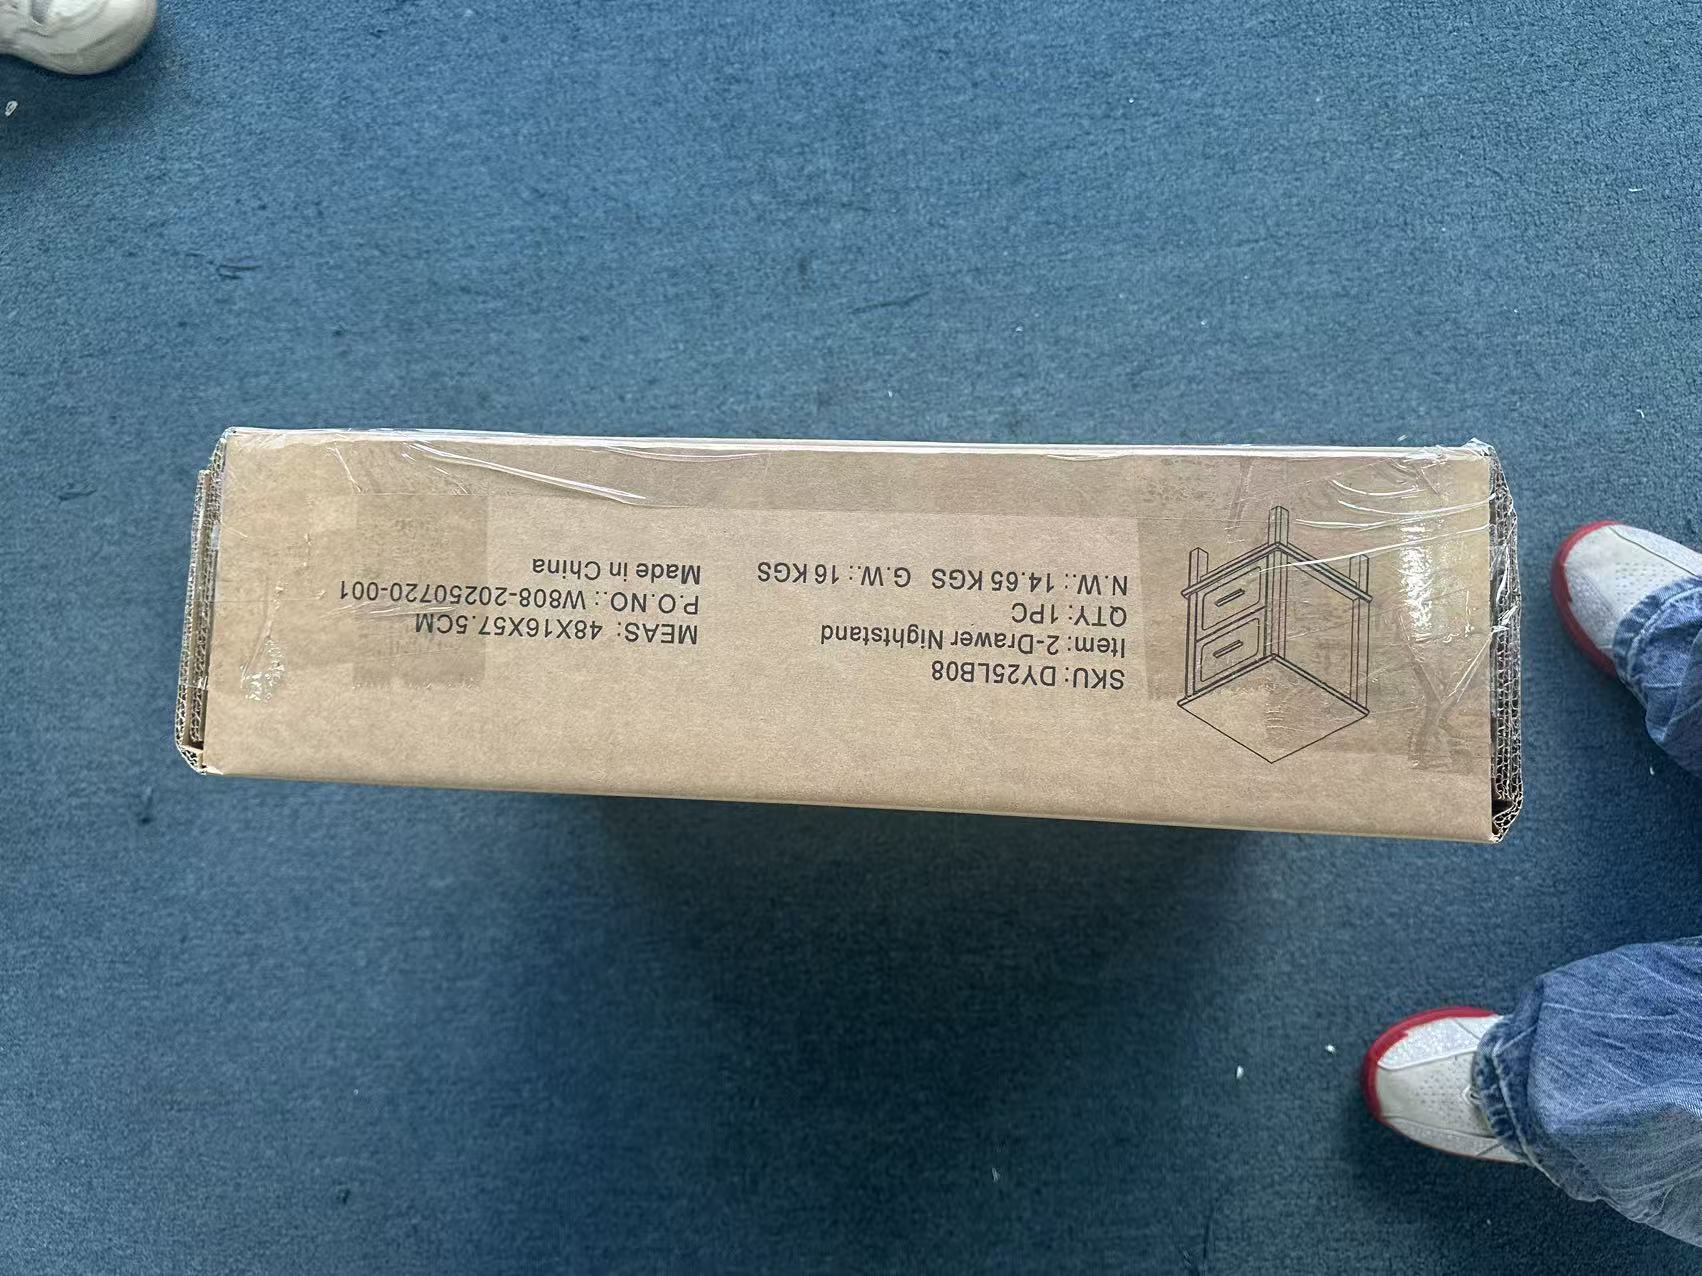 SKU: DY25LB08
Item: 2-Drawer Nightstand
QTY: 1PC
N.W.: 14.65 KGS G.W.: 16 KGS
MEAS: 48X16X57.5CM
P.O.NO.: W808-20250720-001
Made in China